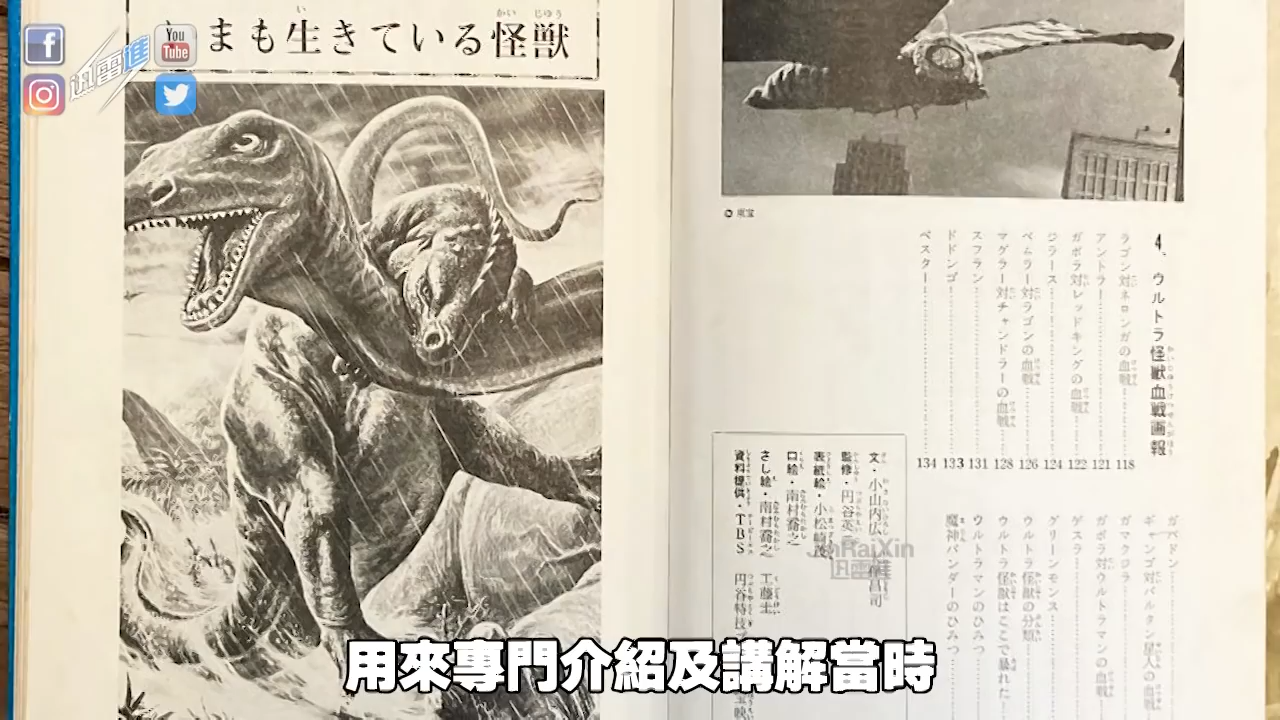 いまも生きている怪獣
かい じゅう
You
Tube
迅雷進
東宝
4、ウルトラ怪獣血戦画報
ラゴン対ネロンガの血戦 118
アントラー 121
ガボラ対レッドキングの血戦 122
ジラース 124
ペギラー対ラゴンの血戦 126
マグラー対チャンドラーの血戦 128
スフラン 131
ドドンゴ 133
ペスター 134
ガバドン
ギャンゴ対バルタン星人の血戦
ガマクロラ
ガボラ対ウルトラマンの血戦
ゲスラ
グリーンモンス
ウルトラ怪獣の分類
ウルトラ怪獣はここで暴れた
ウルトラマンのひみつ
魔神バンダーのひみつ
文・小山内広
監修・円谷英
表紙絵・小松崎茂
口絵・南村喬之
さし絵・南村喬之 工藤
資料提供・TBS 円谷特技
JinRaiXin
迅雷進
用來專門介紹及講解當時